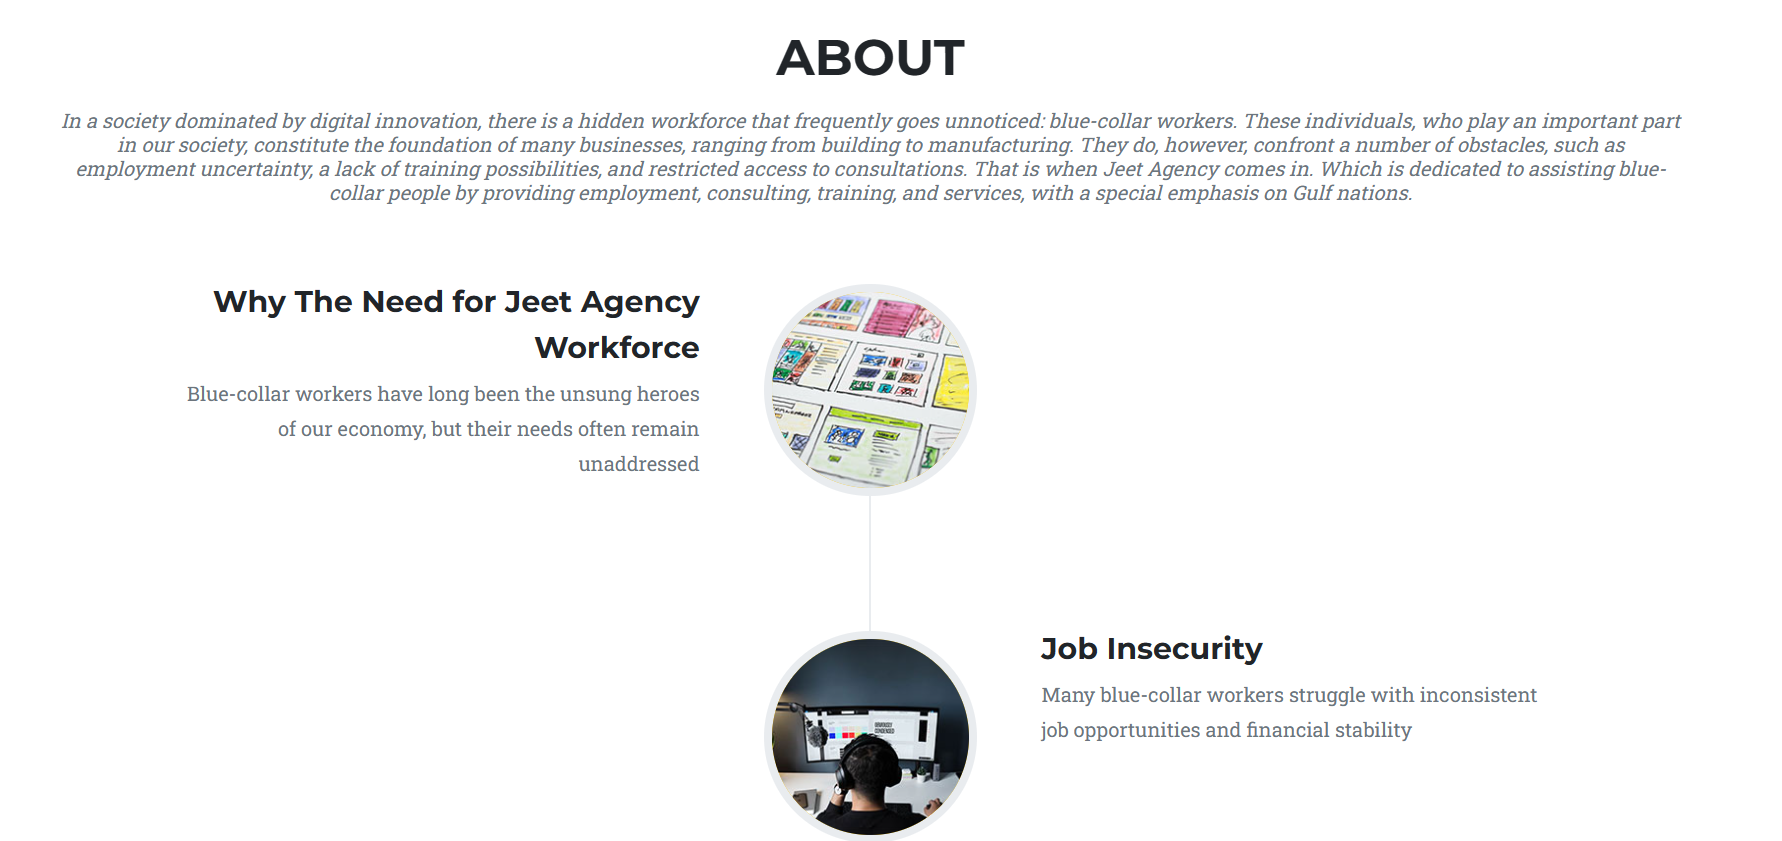 ABOUT
In a society dominated by digital innovation, there is a hidden workforce that frequently goes unnoticed: blue-collar workers. These individuals, who play an important part
in our society, constitute the foundation of many businesses, ranging from building to manufacturing. They do, however, confront a number of obstacles, such as
employment uncertainty, a lack of training possibilities, and restricted access to consultations. That is when Jeet Agency comes in. Which is dedicated to assisting blue-
collar people by providing employment, consulting, training, and services, with a special emphasis on Gulf nations.
Why The Need for Jeet Agency
Workforce
Blue-collar workers have long been the unsung heroes
of our economy, but their needs often remain
unaddressed
Job Insecurity
Many blue-collar workers struggle with inconsistent
job opportunities and financial stability